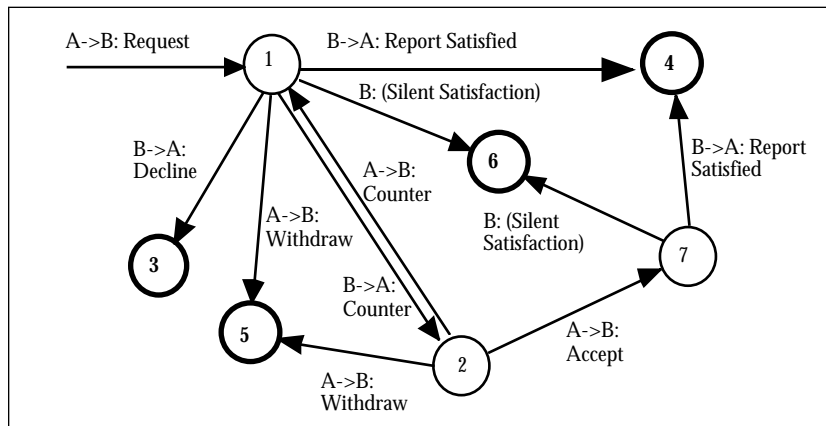 A->B: Request
1
B->A: Report Satisfied
4
B: (Silent Satisfaction)
B->A:
Decline
A->B:
Counter
6
B->A: Report
Satisfied
A->B:
Withdraw
B: (Silent
Satisfaction)
3
7
B->A:
Counter
5
2
A->B:
Accept
A->B:
Withdraw